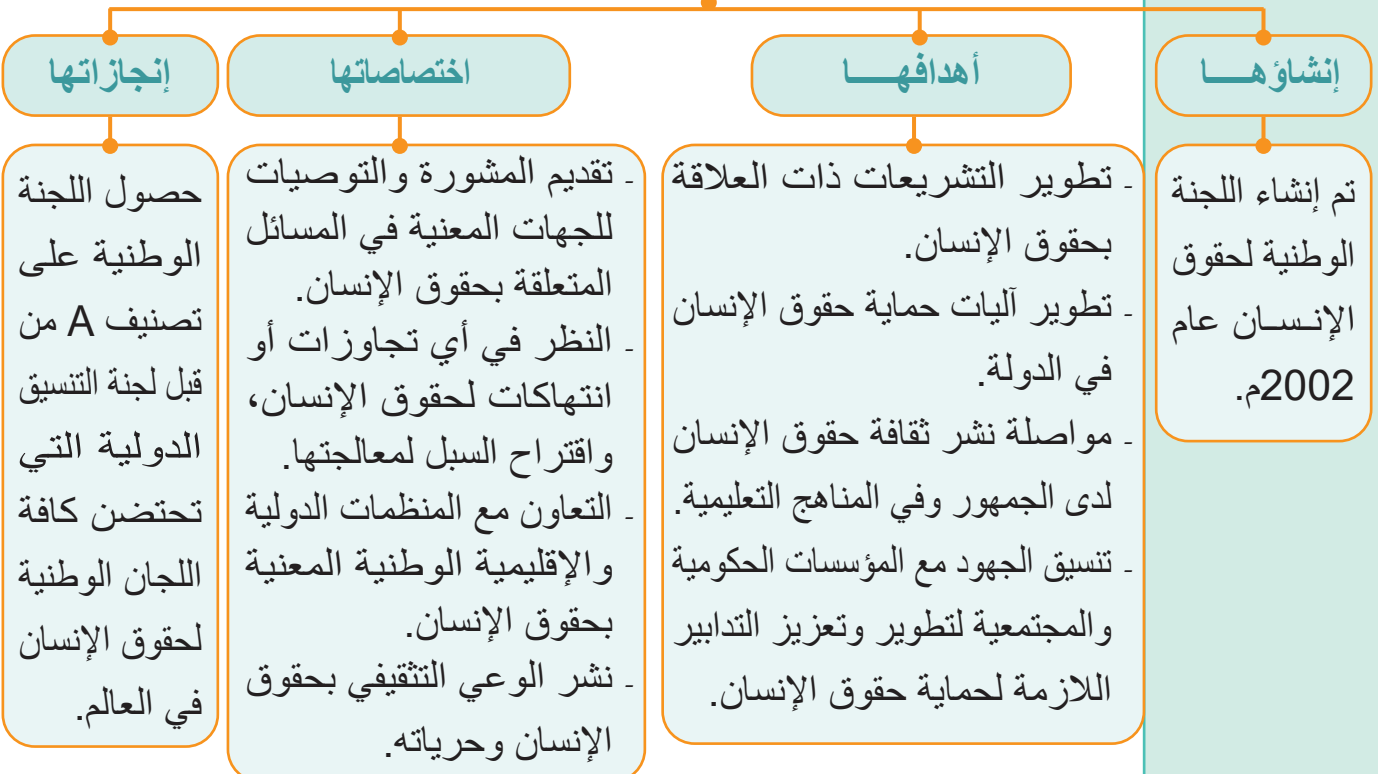 إنشاؤهـــــا
تم إنشاء اللجنة
الوطنية لحقوق
الإنـســان عام
2002م.
أهدافهـــــا
- تطوير التشريعات ذات العلاقة
بحقوق الإنسان.
- تطوير آليات حماية حقوق الإنسان
في الدولة.
- مواصلة نشر ثقافة حقوق الإنسان
لدى الجمهور وفي المناهج التعليمية.
- تنسيق الجهود مع المؤسسات الحكومية
والمجتمعية لتطوير وتعزيز التدابير
اللازمة لحماية حقوق الإنسان.
اختصاصاتها
- تقديم المشورة والتوصيات
للجهات المعنية في المسائل
المتعلقة بحقوق الإنسان.
- النظر في أي تجاوزات أو
انتهاكات لحقوق الإنسان،
واقتراح السبل لمعالجتها.
- التعاون مع المنظمات الدولية
والإقليمية الوطنية المعنية
بحقوق الإنسان.
- نشر الوعي التثقيفي بحقوق
الإنسان وحرياته.
إنجازاتها
حصول اللجنة
الوطنية على
تصنيف A من
قبل لجنة التنسيق
الدولية التي
تحتضن كافة
اللجان الوطنية
لحقوق الإنسان
في العالم.